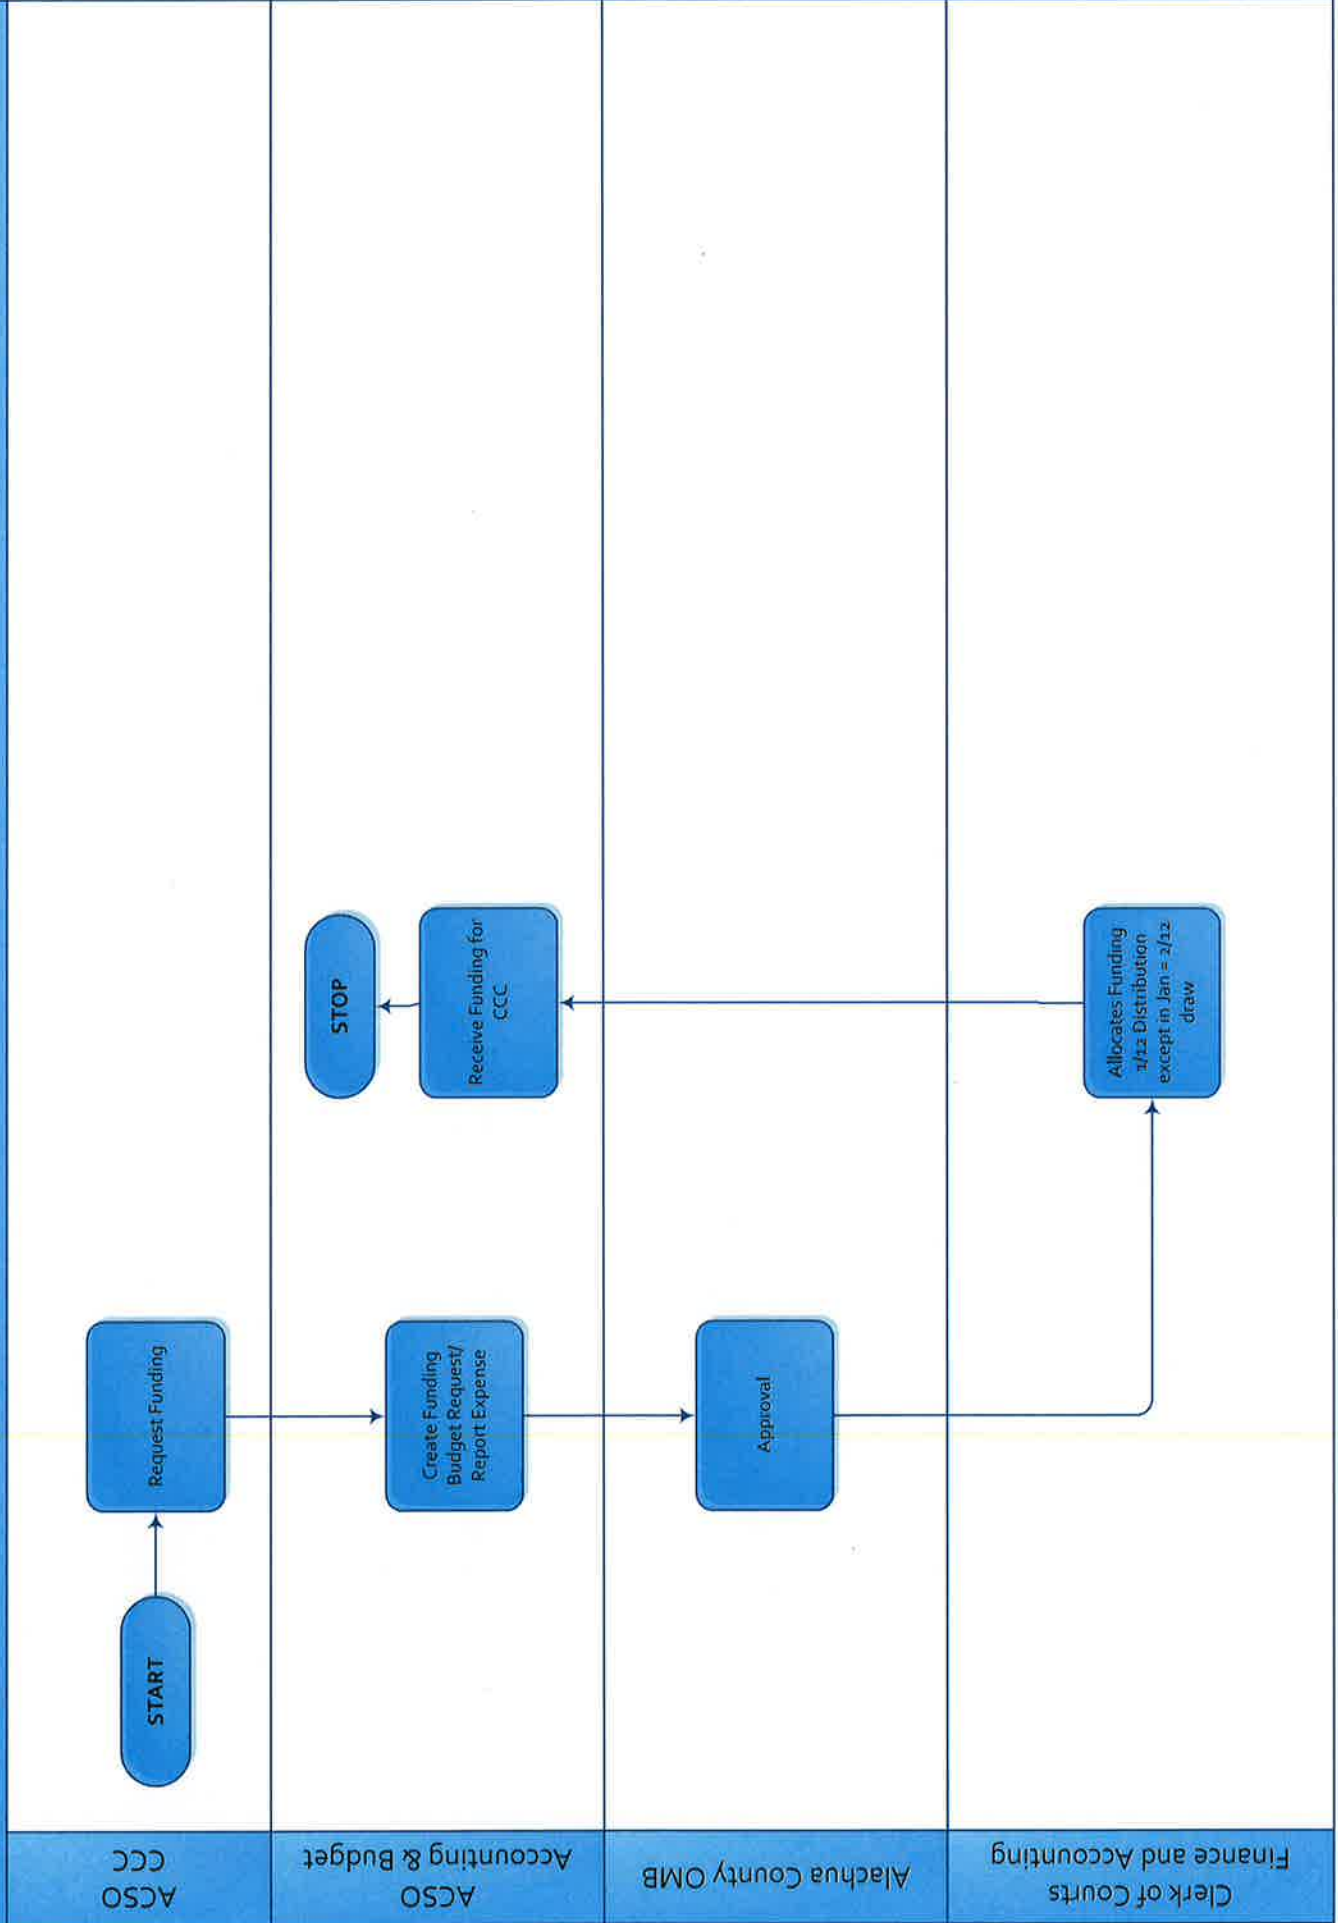 ACSO
CCC
START
Request Funding
ACSO
Accounting & Budget
Create Funding
Budget Request/
Report Expense
Receive Funding for
CCC
STOP
Alachua County OMB
Approval
Clerk of Courts
Finance and Accounting
Allocates Funding
1/12 Distribution
except in Jan = 2/12
draw